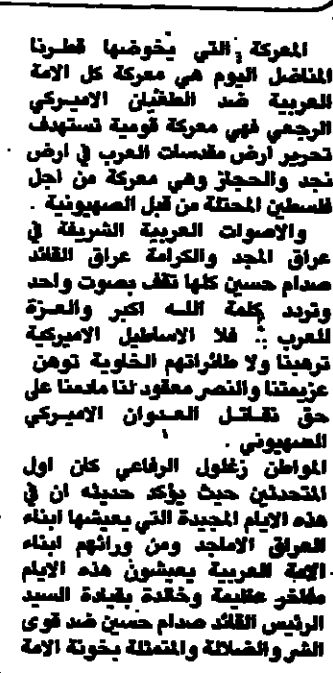 المعركة التي يخوضها قطرنا
المناضل اليوم هي معركة كل الامة
العربية ضد الطغيان الاميركي
الرجعي فهي معركة قومية تستهدف
تحرير ارض مقدسات العرب في ارض
نجد والحجاز وهي معركة من اجل
فلسطين المحتلة من قبل الصهيونية .
والاصوات العربية الشريفة في
عراق المجد والكرامة عراق القائد
صدام حسين كلها تقف بصوت واحد
وتردد كلمة الله اكبر والعزة
للعرب .. فلا الاساطيل الاميركية
ترهبنا ولا طائراتهم الخاوية توهن
عزيمتنا والنصر معقود لنا مادمنا على
حق نقاتل العدوان الاميركي
الصهيوني .
المواطن زغلول الرفاعي كان اول
المتحدثين حيث يؤكد حديثه ان في
هذه الايام المجيدة التي يعيشها ابناء
العراق الاماجد ومن ورائهم ابناء
الامة العربية يعيشون هذه الايام
مفاخر عظيمة وخالدة بقيادة السيد
الرئيس القائد صدام حسين ضد قوى
الشر والضلالة والمتمثلة بخونة الامة